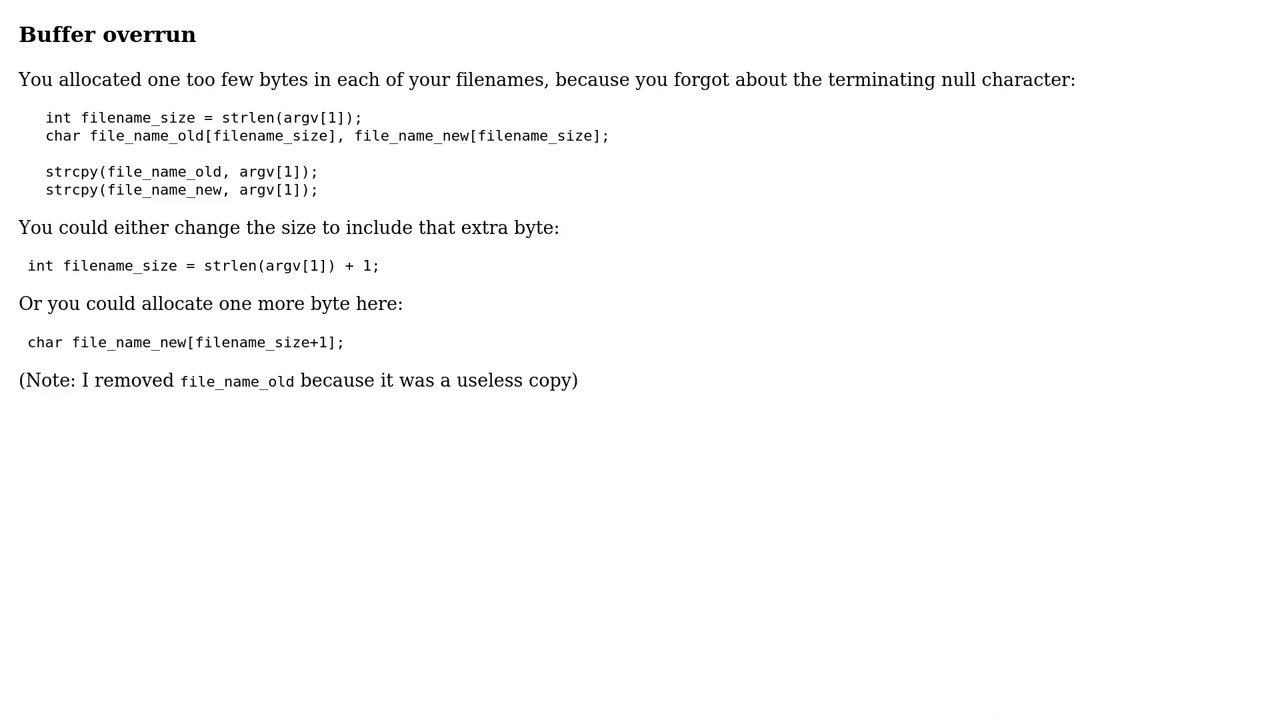 Buffer overrun
You allocated one too few bytes in each of your filenames, because you forgot about the terminating null character:
int filename_size = strlen(argv[1]);
char file_name_old[filename_size], file_name_new[filename_size];
strcpy(file_name_old, argv[1]);
strcpy(file_name_new, argv[1]);
You could either change the size to include that extra byte:
int filename_size = strlen(argv[1]) + 1;
Or you could allocate one more byte here:
char file_name_new[filename_size+1];
(Note: I removed file_name_old because it was a useless copy)